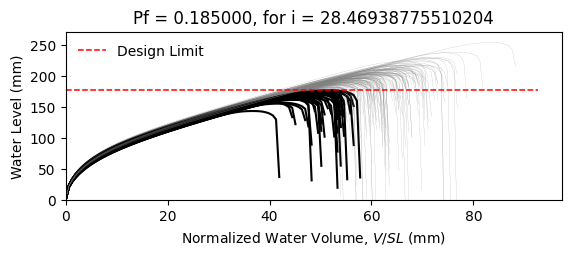 Pf = 0.185000, for i = 28.46938775510204
Water Level (mm)
250
200
150
100
50
0
Design Limit
0 20 40 60 80
Normalized Water Volume, V/SL (mm)